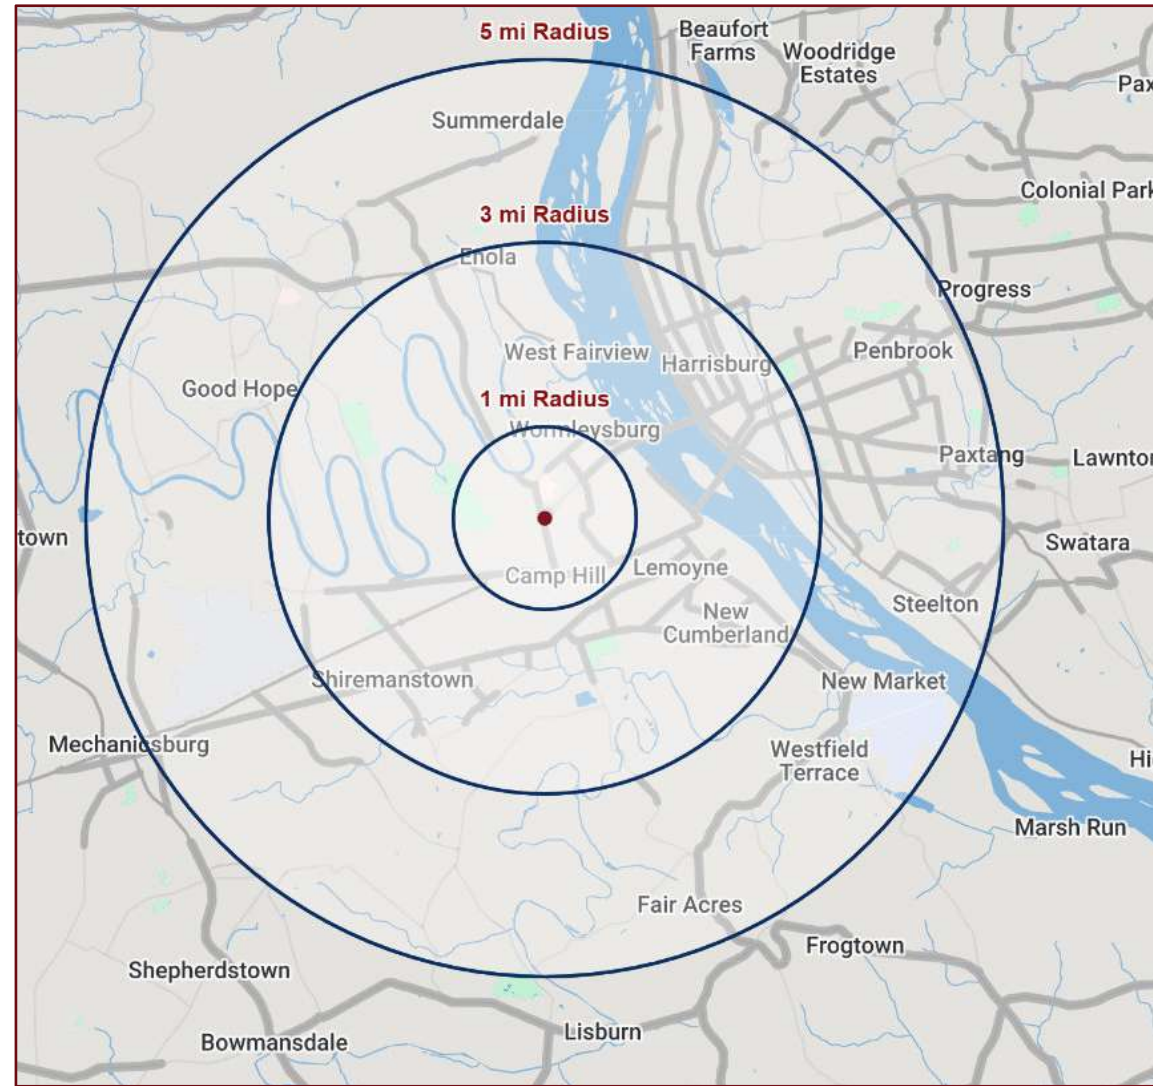 5 mi Radius
Beaufort
Farms
Woodridge
Estates
Pax
Summerdale
Colonial Park
3 mi Radius
Enola
Progress
West Fairview
Harrisburg
Penbrook
Good Hope
1 mi Radius
Wormleysburg
Paxtang
Lawnton
town
Swatara
Camp Hill
Lemoyne
Steelton
New
Cumberland
Shiremanstown
New Market
Mechanicsburg
Westfield
Terrace
Hi
Marsh Run
Fair Acres
Frogtown
Shepherdstown
Lisburn
Bowmansdale